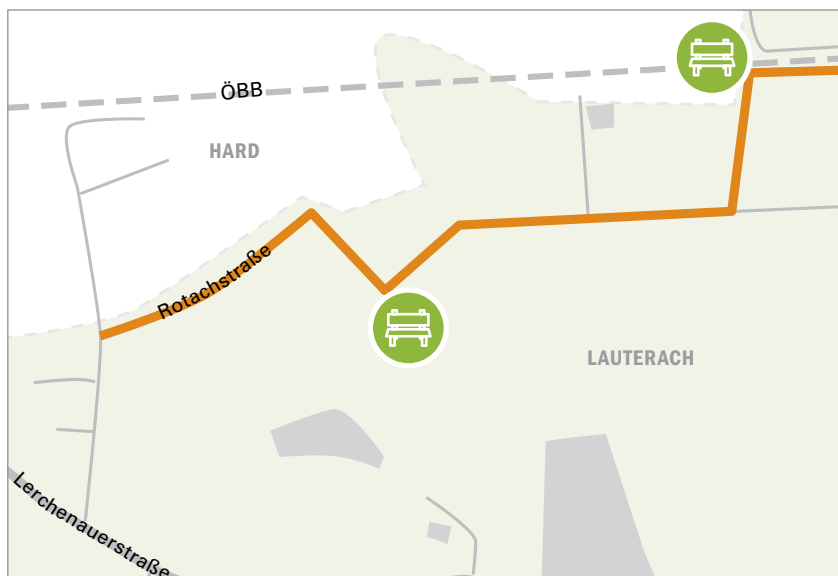 ÖBB
HARD
Rotachstraße
LAUTERACH
Lerchenauerstraße